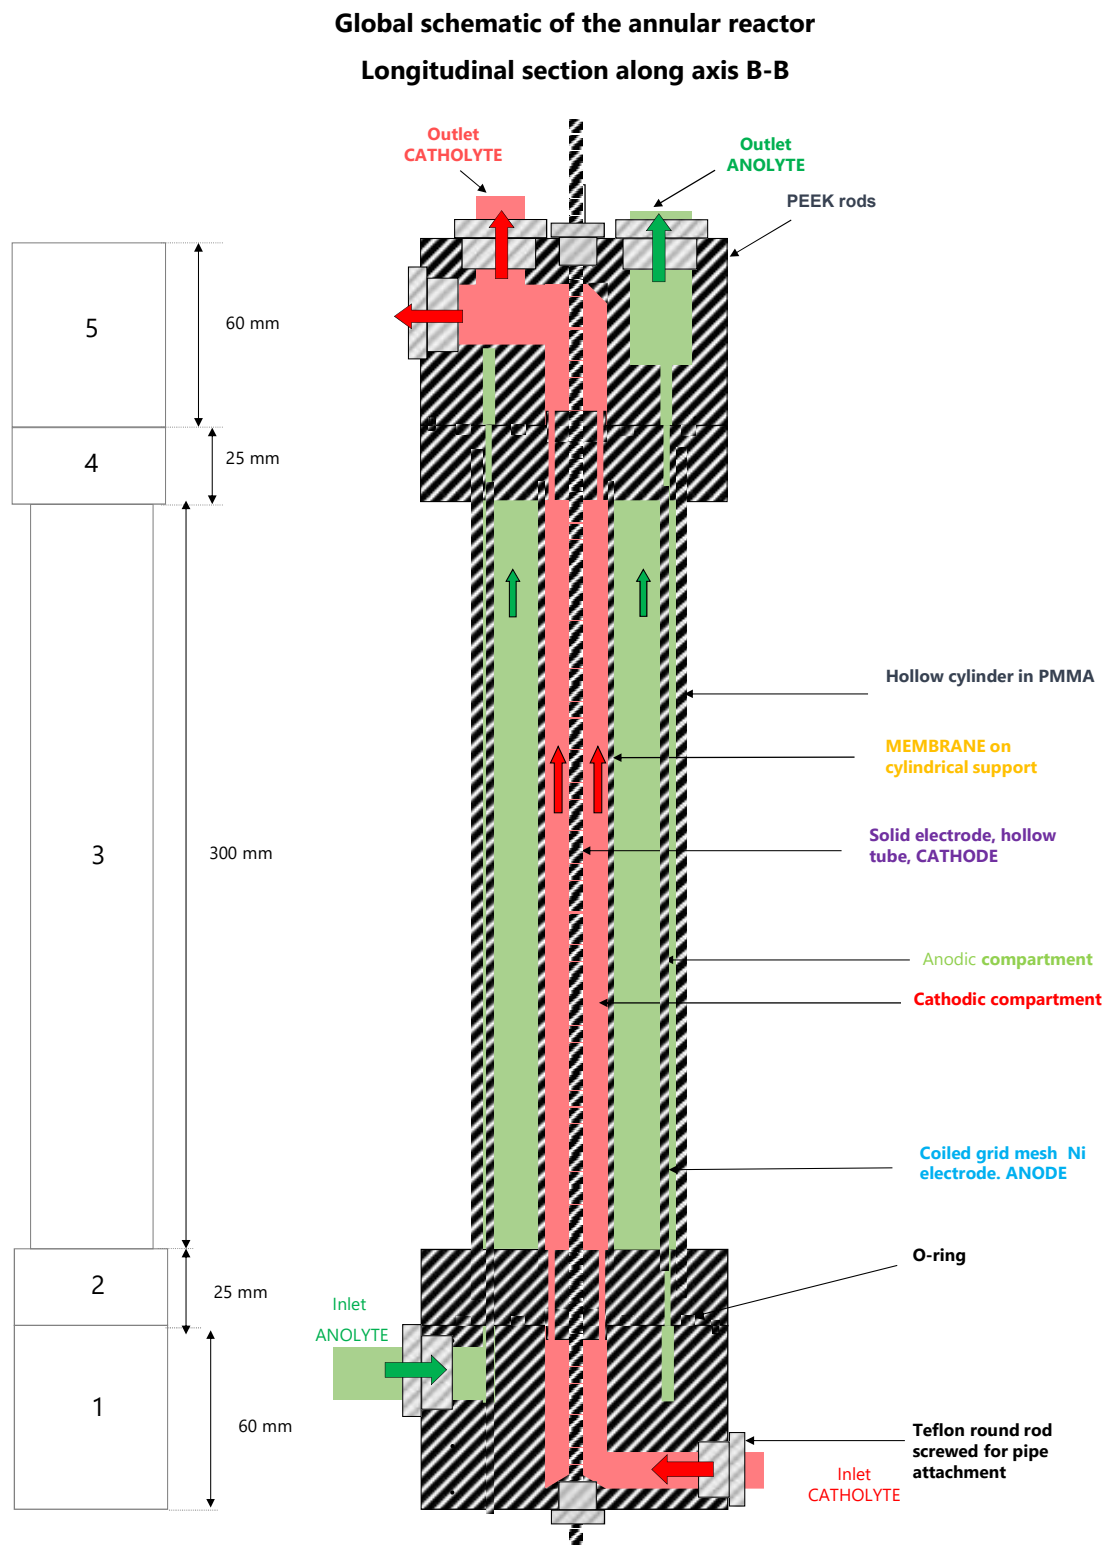 Global schematic of the annular reactor
Longitudinal section along axis B-B
Outlet
CATHOLYTE
Outlet
ANOLYTE
PEEK rods
5
60 mm
4
25 mm
3
300 mm
Hollow cylinder in PMMA
MEMBRANE on
cylindrical support
Solid electrode, hollow
tube, CATHODE
Anodic compartment
Cathodic compartment
Coiled grid mesh Ni
electrode. ANODE
O-ring
2
25 mm
Inlet
ANOLYTE
1
60 mm
Teflon round rod
screwed for pipe
attachment
Inlet
CATHOLYTE